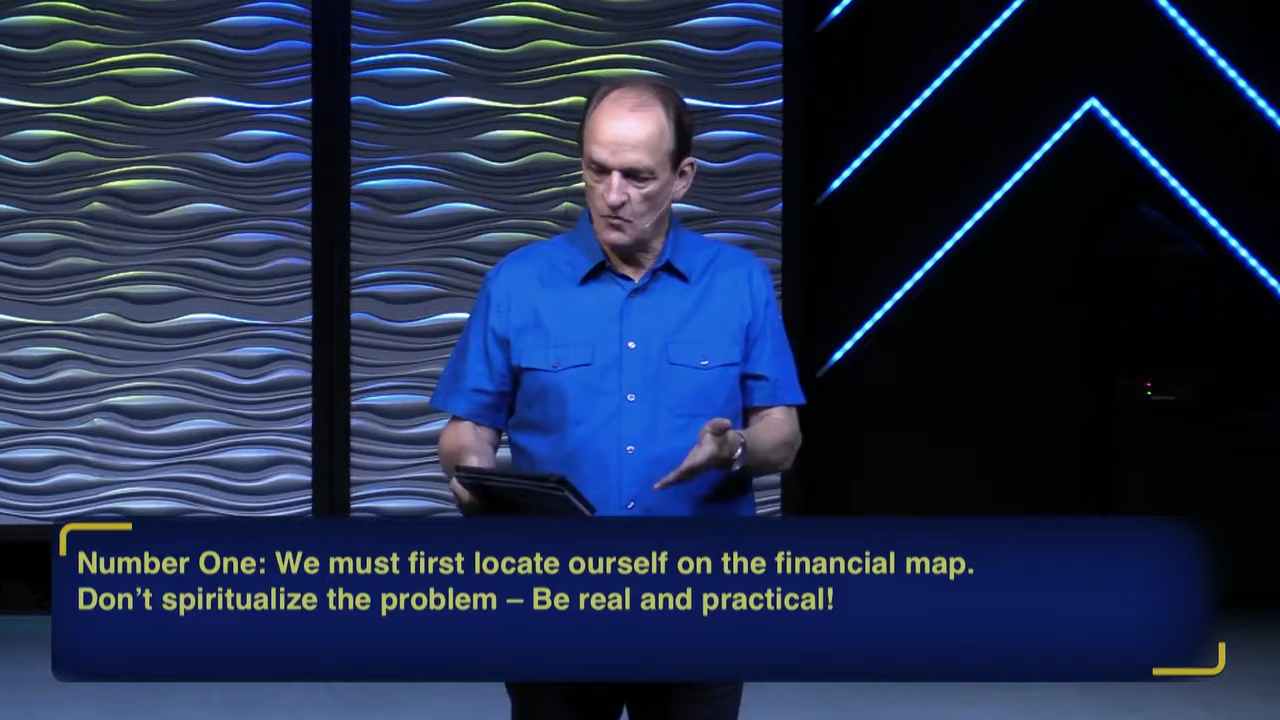 Number One: We must first locate ourself on the financial map.
Don’t spiritualize the problem – Be real and practical!